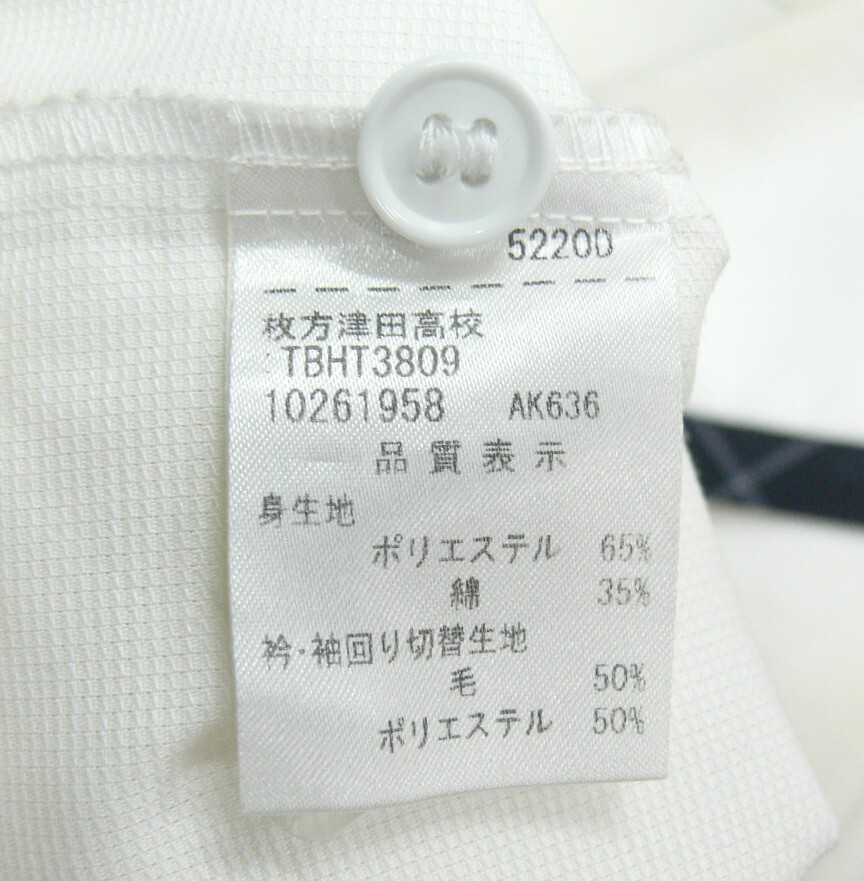 5220D
枚方津田高校
TBHT3809
10261958 AK636
品質表示
身生地
ポリエステル 65%
綿 35%
衿・袖回り切替生地
毛 50%
ポリエステル 50%